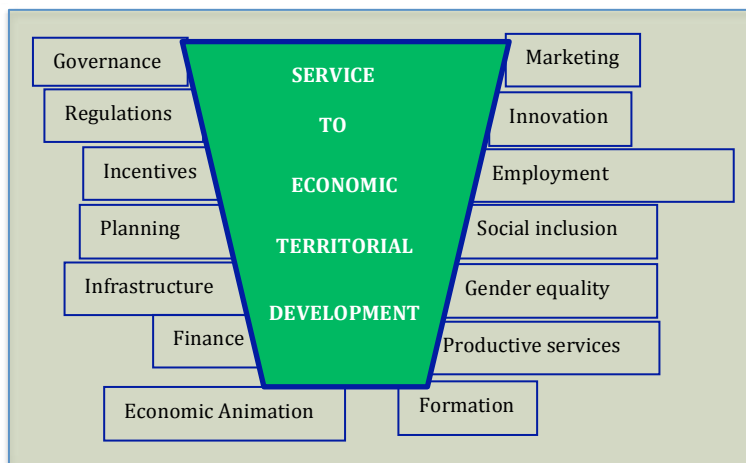 Governance
Regulations
Incentives
Planning
Infrastructure
Finance
Economic Animation
SERVICE
TO
ECONOMIC
TERRITORIAL
DEVELOPMENT
Marketing
Innovation
Employment
Social inclusion
Gender equality
Productive services
Formation